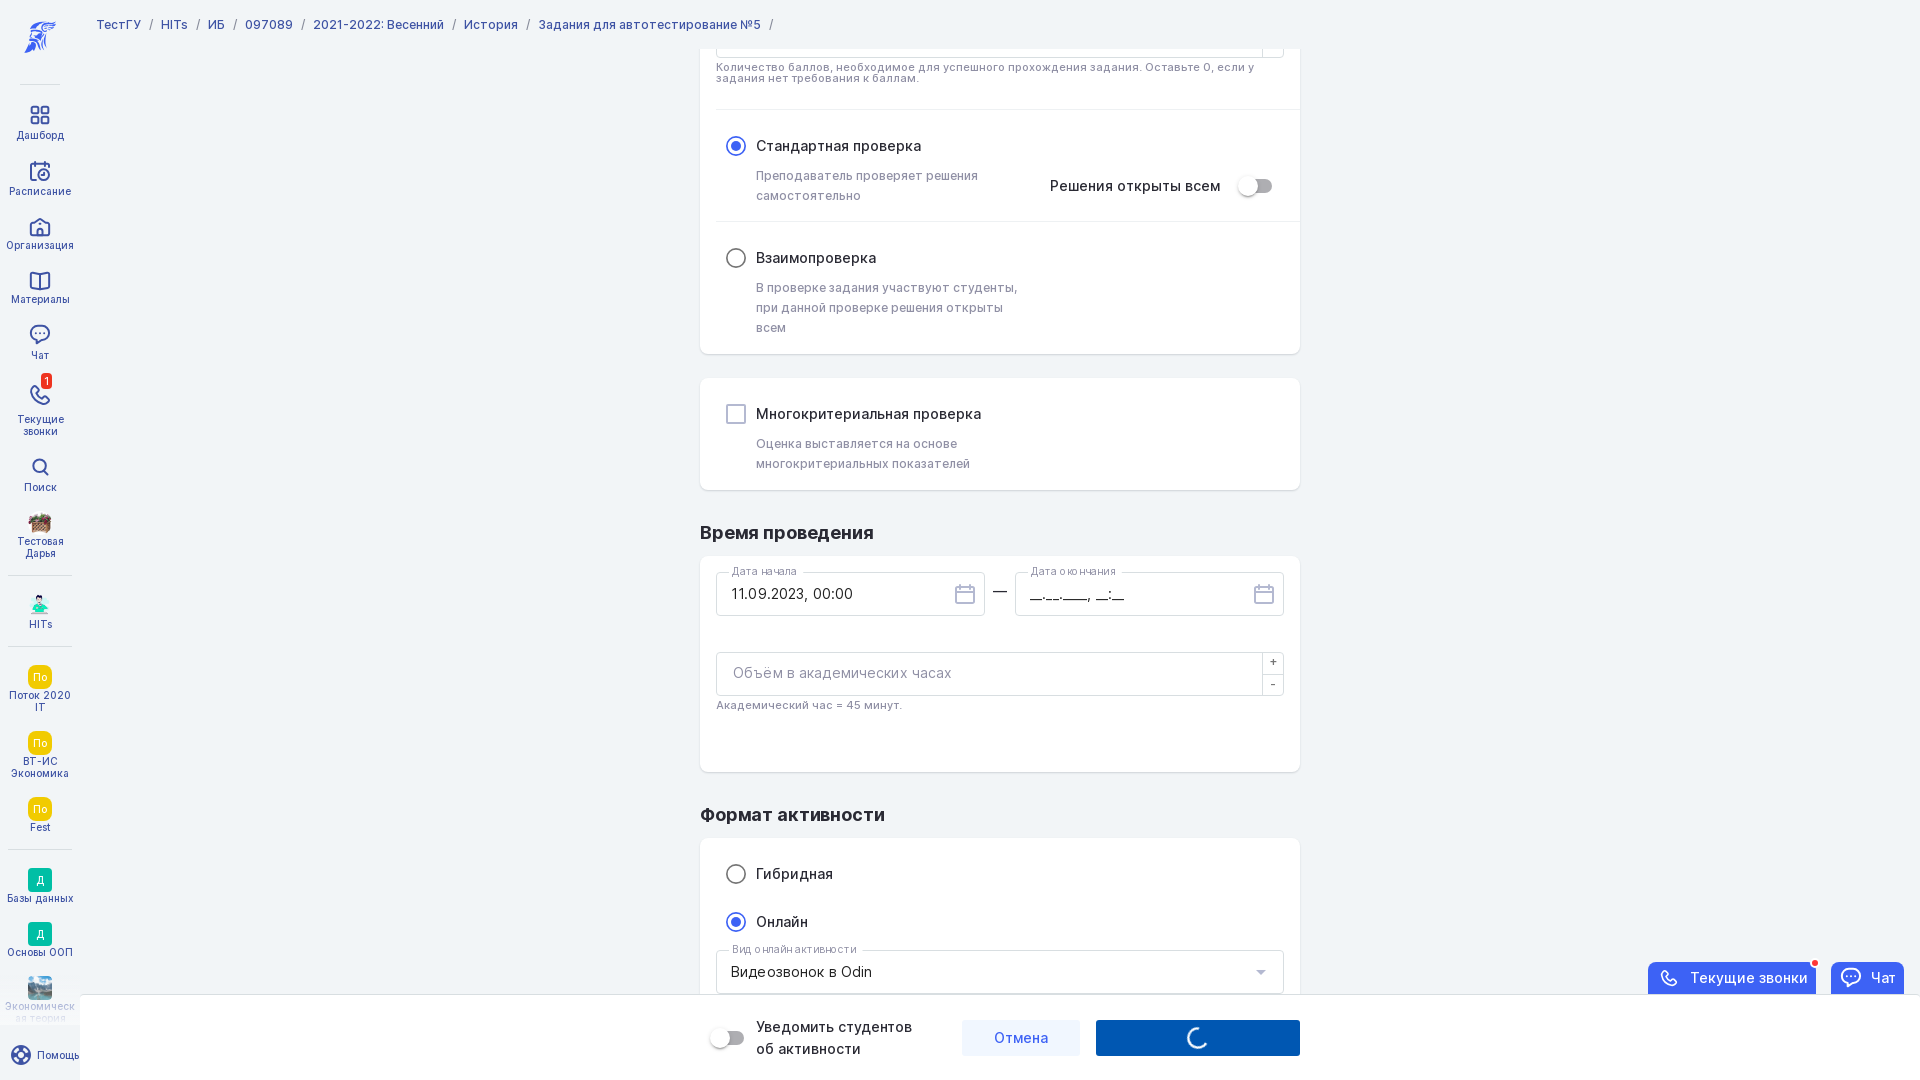 ТестГУ / HITs / ИБ / 097089 / 2021-2022: Весенний / История / Задания для автотестирование №5 /
Дашборд
Расписание
Организация
Материалы
Чат
1
Текущие
звонки
Поиск
Тестовая
Дарья
HITs
По
Поток 2020
IT
По
ВТ-ИС
Экономика
По
Fest
Д
Базы данных
Д
Основы ООП
Экономическ
ая теория
Помощь
Количество баллов, необходимое для успешного прохождения задания. Оставьте 0, если у
задания нет требования к баллам.
Стандартная проверка
Преподаватель проверяет решения
самостоятельно
Решения открыты всем
Взаимопроверка
В проверке задания участвуют студенты,
при данной проверке решения открыты
всем
Многокритериальная проверка
Оценка выставляется на основе
многокритериальных показателей
Время проведения
Дата начала
11.09.2023, 00:00
—
Дата окончания
__.__.____, __:__
Объём в академических часах
+
-
Академический час = 45 минут.
Формат активности
Гибридная
Онлайн
Вид онлайн активности
Видеозвонок в Odin
Текущие звонки
Чат
Уведомить студентов
об активности
Отмена